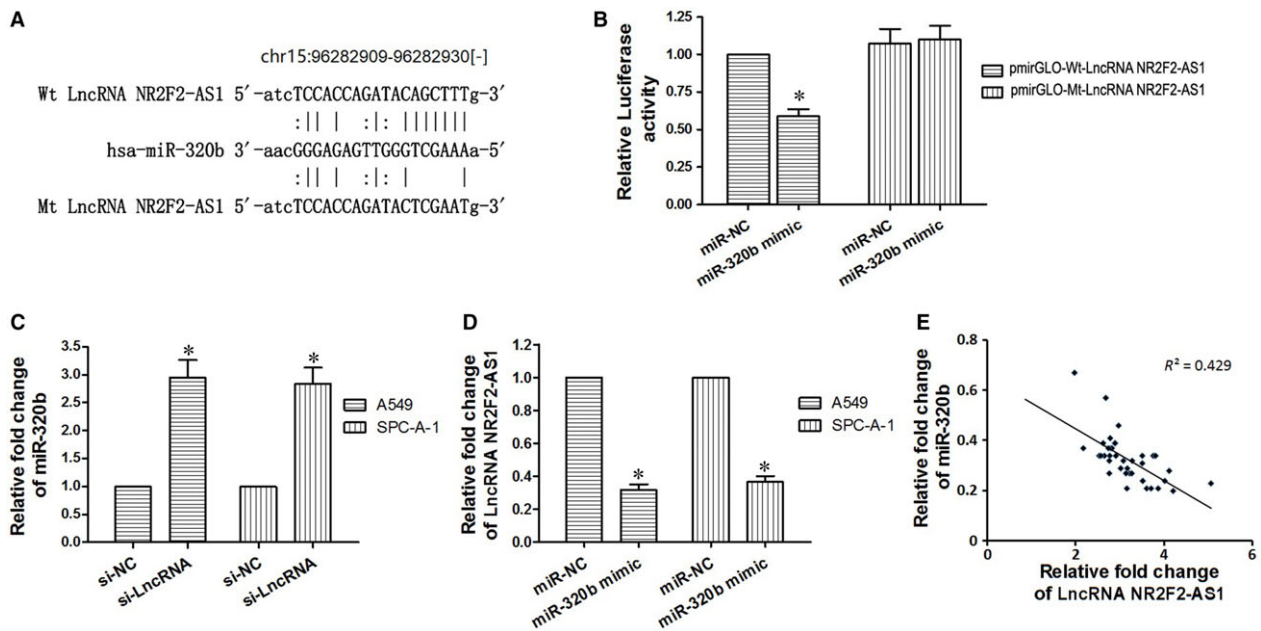 A
chr15:96282909-96282930[-]
Wt LncRNA NR2F2-AS1 5′-atcTCCACCAGATACAGCTTTg-3′
:|| | :|: |||||||
hsa-miR-320b 3′-aacGGGAGAGTTGGGTCGAAAa-5′
:|| | :|: | |
Mt LncRNA NR2F2-AS1 5′-atcTCCACCAGATACTCGAATg-3′
B
Relative Luciferase
activity
1.25
1.00
0.75
0.50
0.25
0.00
*
miR-NC
miR-320b mimic
miR-NC
miR-320b mimic
pmirGLO-Wt-LncRNA NR2F2-AS1
pmirGLO-Mt-LncRNA NR2F2-AS1
C
Relative fold change
of miR-320b
3.5
3.0
2.5
2.0
1.5
1.0
0.5
0.0
*
*
si-NC
si-LncRNA
si-NC
si-LncRNA
A549
SPC-A-1
D
Relative fold change
of LncRNA NR2F2-AS1
1.2
1.0
0.8
0.6
0.4
0.2
0.0
*
*
miR-NC
miR-320b mimic
miR-NC
miR-320b mimic
A549
SPC-A-1
E
Relative fold change
of miR-320b
0.8
0.6
0.4
0.2
0
R² = 0.429
0 2 4 6
Relative fold change
of LncRNA NR2F2-AS1